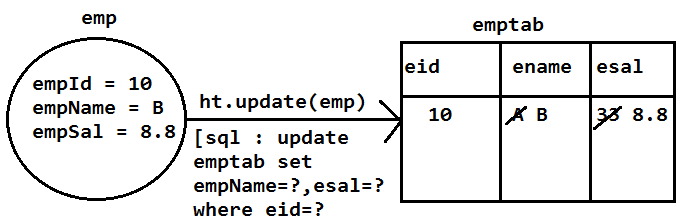 emp
empId = 10
empName = B
empSal = 8.8
ht.update(emp)
[sql : update
emptab set
empName=?,esal=?
where eid=?
emptab
eid ename esal
10 A B 33 8.8